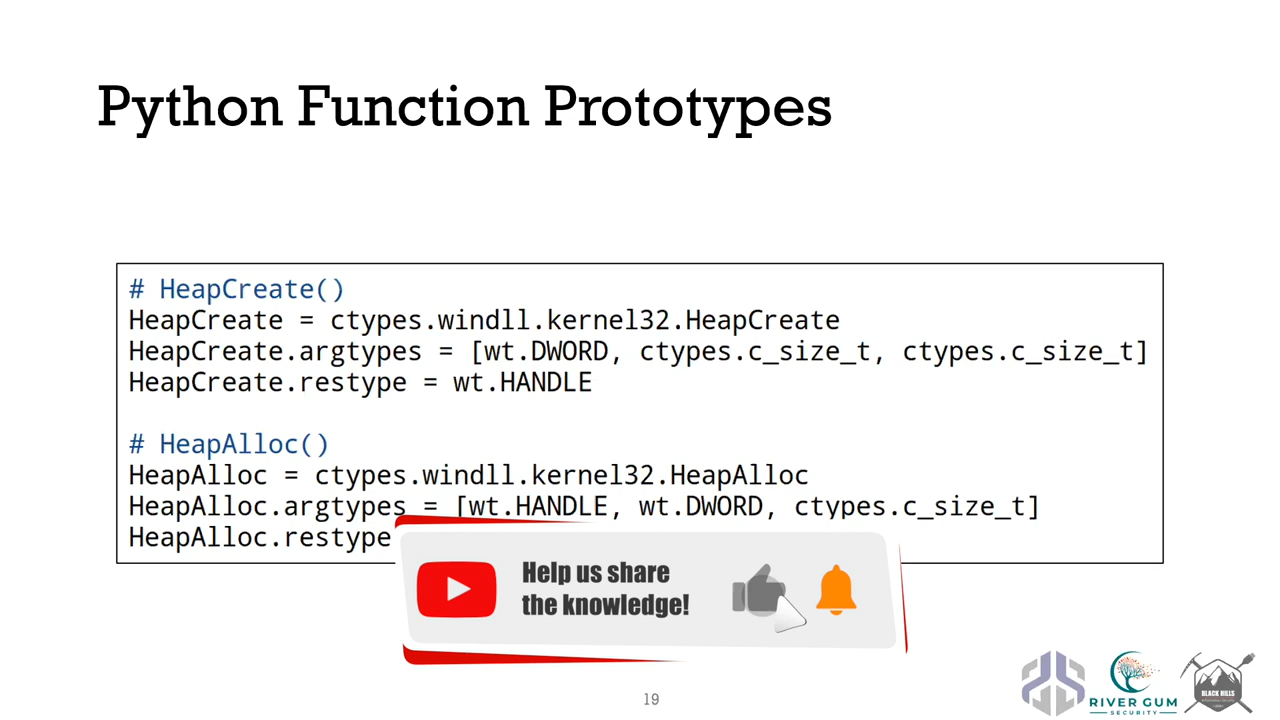 Python Function Prototypes
# HeapCreate()
HeapCreate = ctypes.windll.kernel32.HeapCreate
HeapCreate.argtypes = [wt.DWORD, ctypes.c_size_t, ctypes.c_size_t]
HeapCreate.restype = wt.HANDLE
# HeapAlloc()
HeapAlloc = ctypes.windll.kernel32.HeapAlloc
HeapAlloc.argtypes = [wt.HANDLE, wt.DWORD, ctypes.c_size_t]
HeapAlloc.restype
Help us share
the knowledge!
19
RIVER GUM
SECURITY
BLACK HILLS